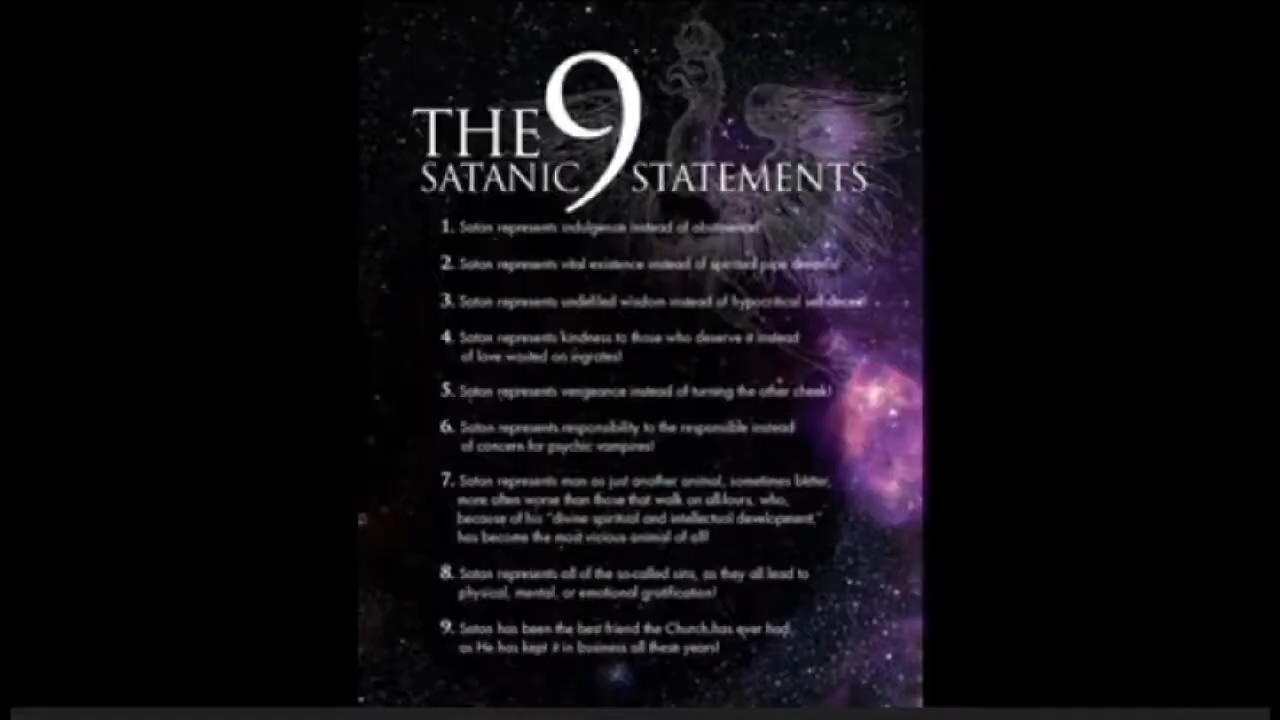 THE 9
SATANIC STATEMENTS
1. Satan represents indulgence instead of abstinence!
2. Satan represents vital existence instead of spiritual pipe dreams!
3. Satan represents undefiled wisdom instead of hypocritical self-deceit!
4. Satan represents kindness to those who deserve it instead
of love wasted on ingrates!
5. Satan represents vengeance instead of turning the other cheek!
6. Satan represents responsibility to the responsible instead
of concern for psychic vampires!
7. Satan represents man as just another animal, sometimes better,
more often worse than those that walk on all-fours, who,
because of his "divine spiritual and intellectual development,"
has become the most vicious animal of all!
8. Satan represents all of the so-called sins, as they all lead to
physical, mental, or emotional gratification!
9. Satan has been the best friend the Church has ever had,
as He has kept it in business all these years!